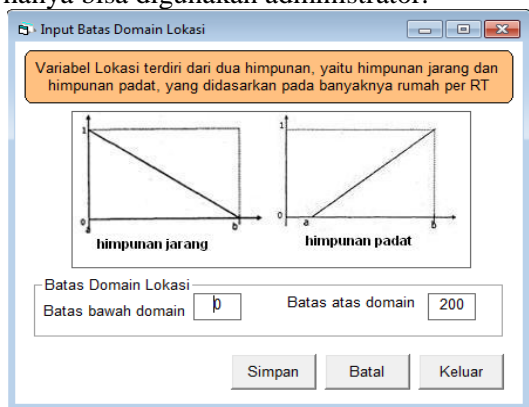 hanya bisa digunakan administrator.
Input Batas Domain Lokasi
Variabel Lokasi terdiri dari dua himpunan, yaitu himpunan jarang dan
himpunan padat, yang didasarkan pada banyaknya rumah per RT
1
0
a
b
himpunan jarang
1
0
a
b
himpunan padat
Batas Domain Lokasi
Batas bawah domain 0 Batas atas domain 200
Simpan Batal Keluar